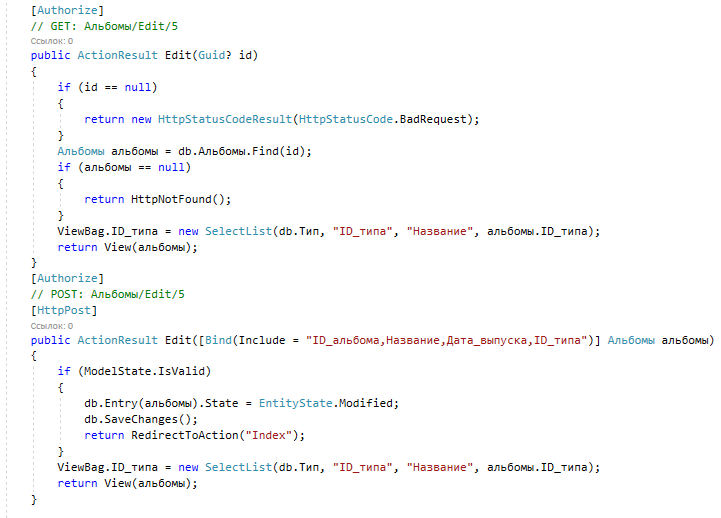 [Authorize]
// GET: Альбомы/Edit/5
Ссылок: 0
public ActionResult Edit(Guid? id)
{
if (id == null)
{
return new HttpStatusCodeResult(HttpStatusCode.BadRequest);
}
Альбомы альбомы = db.Альбомы.Find(id);
if (альбомы == null)
{
return HttpNotFound();
}
ViewBag.ID_типа = new SelectList(db.Тип, "ID_типа", "Название", альбомы.ID_типа);
return View(альбомы);
}
[Authorize]
// POST: Альбомы/Edit/5
[HttpPost]
Ссылок: 0
public ActionResult Edit([Bind(Include = "ID_альбома,Название,Дата_выпуска,ID_типа")] Альбомы альбомы)
{
if (ModelState.IsValid)
{
db.Entry(альбомы).State = EntityState.Modified;
db.SaveChanges();
return RedirectToAction("Index");
}
ViewBag.ID_типа = new SelectList(db.Тип, "ID_типа", "Название", альбомы.ID_типа);
return View(альбомы);
}